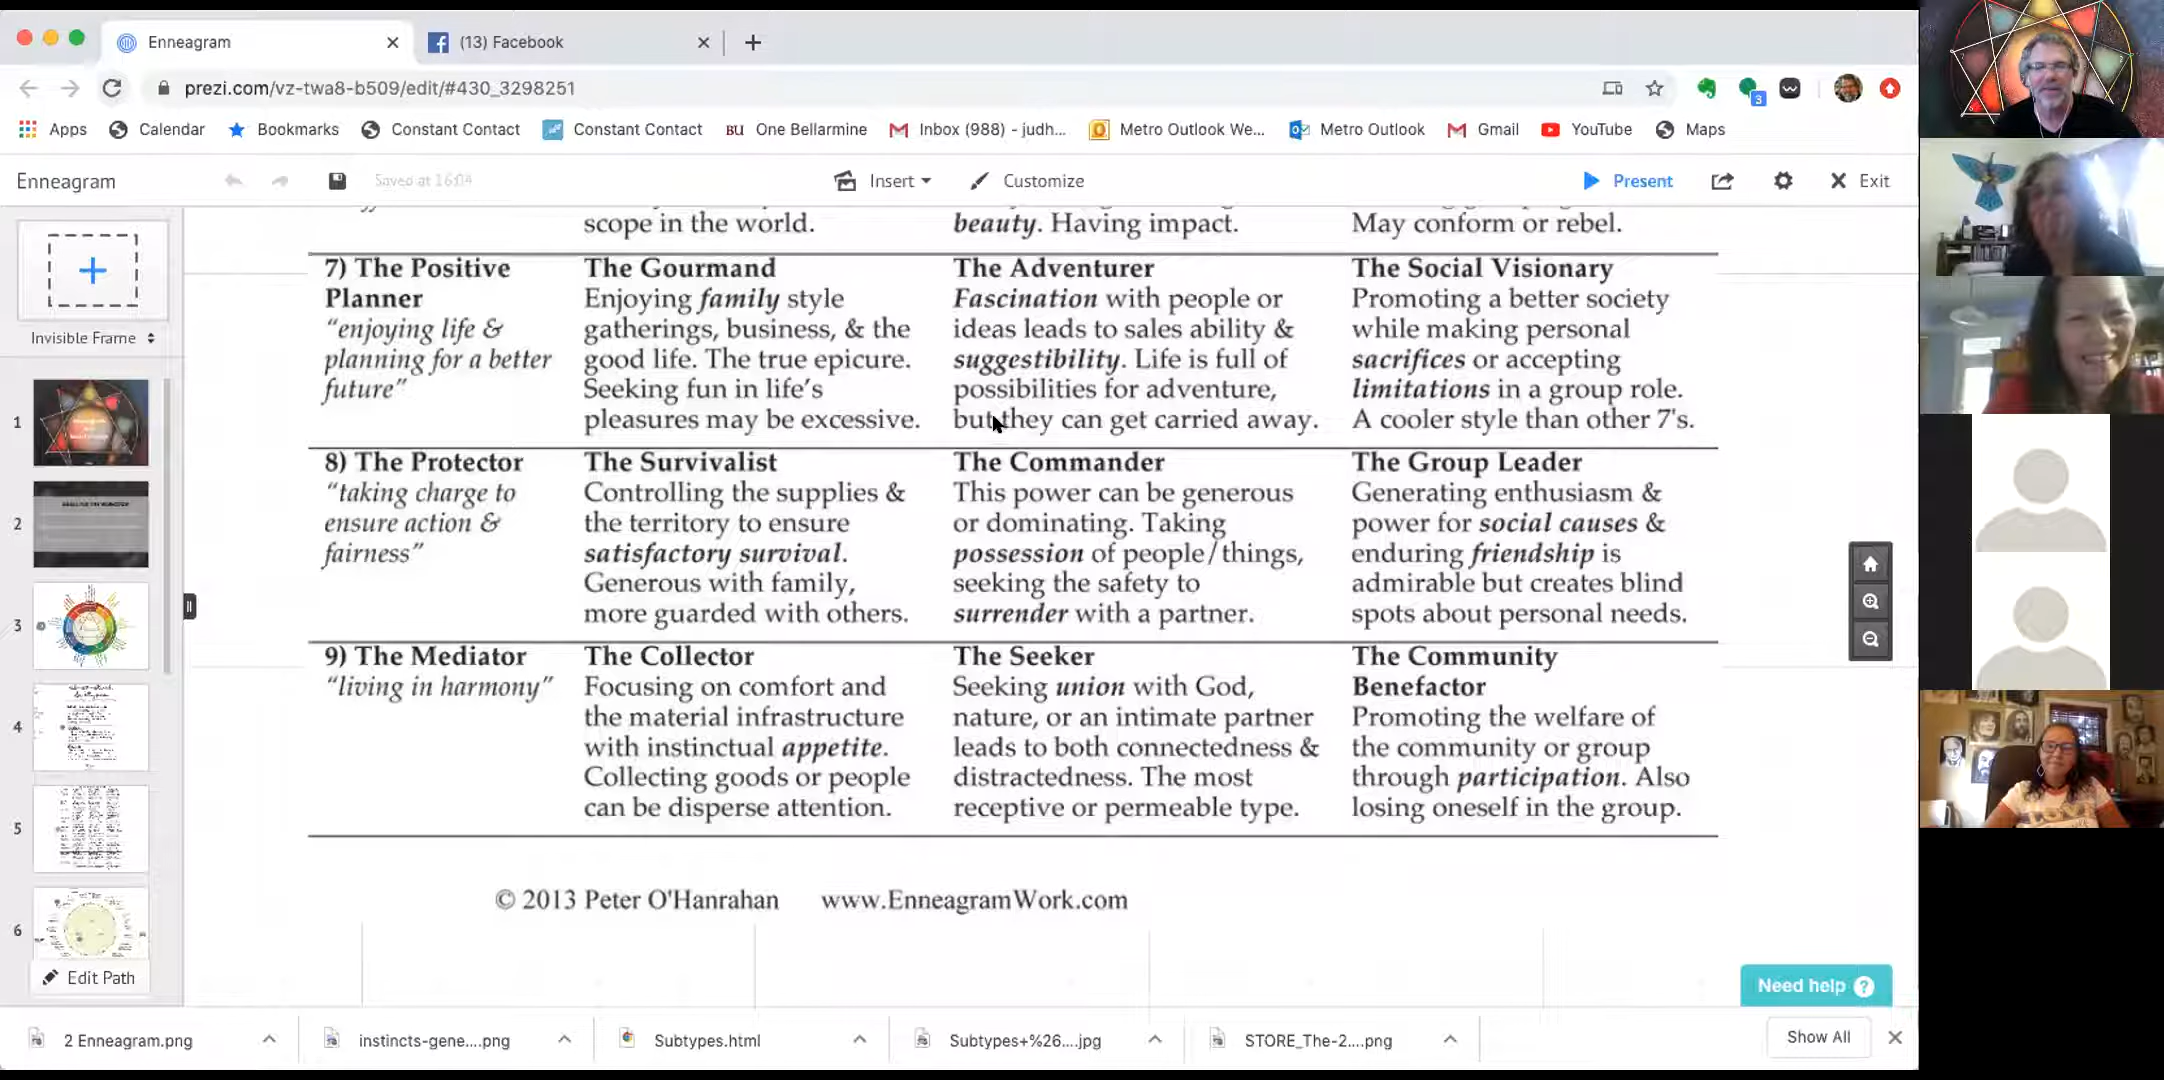 Enneagram
(13) Facebook
prezi.com/vz-twa8-b509/edit/#430_3298251
3
Apps
Calendar
Bookmarks
Constant Contact
Constant Contact
BU One Bellarmine
Inbox (988) - judh...
Metro Outlook We...
Metro Outlook
Gmail
YouTube
Maps
Enneagram
Saved at 16:04
Insert
Customize
Present
Exit
Invisible Frame
1
2
3
4
5
6
Edit Path
scope in the world.
beauty. Having impact.
May conform or rebel.
7) The Positive
Planner
“enjoying life &
planning for a better
future”
The Gourmand
Enjoying family style
gatherings, business, & the
good life. The true epicure.
Seeking fun in life’s
pleasures may be excessive.
The Adventurer
Fascination with people or
ideas leads to sales ability &
suggestibility. Life is full of
possibilities for adventure,
but they can get carried away.
The Social Visionary
Promoting a better society
while making personal
sacrifices or accepting
limitations in a group role.
A cooler style than other 7's.
8) The Protector
“taking charge to
ensure action &
fairness”
The Survivalist
Controlling the supplies &
the territory to ensure
satisfactory survival.
Generous with family,
more guarded with others.
The Commander
This power can be generous
or dominating. Taking
possession of people/things,
seeking the safety to
surrender with a partner.
The Group Leader
Generating enthusiasm &
power for social causes &
enduring friendship is
admirable but creates blind
spots about personal needs.
9) The Mediator
“living in harmony”
The Collector
Focusing on comfort and
the material infrastructure
with instinctual appetite.
Collecting goods or people
can be disperse attention.
The Seeker
Seeking union with God,
nature, or an intimate partner
leads to both connectedness &
distractedness. The most
receptive or permeable type.
The Community
Benefactor
Promoting the welfare of
the community or group
through participation. Also
losing oneself in the group.
© 2013 Peter O'Hanrahan www.EnneagramWork.com
Need help ?
2 Enneagram.png
instincts-gene....png
Subtypes.html
Subtypes+%26....jpg
STORE_The-2....png
Show All